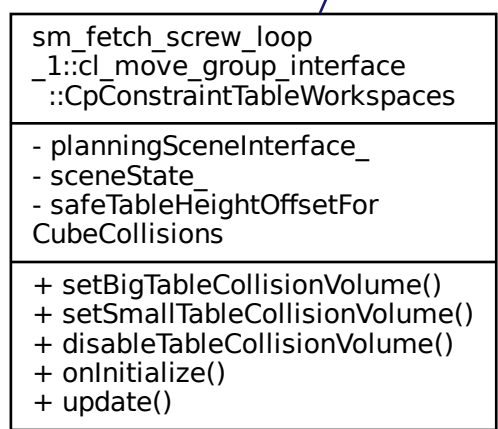 sm_fetch_screw_loop
_1::cl_move_group_interface
::CpConstraintTableWorkspaces
- planningSceneInterface_
- sceneState_
- safeTableHeightOffsetFor
CubeCollisions
+ setBigTableCollisionVolume()
+ setSmallTableCollisionVolume()
+ disableTableCollisionVolume()
+ onInitialize()
+ update()